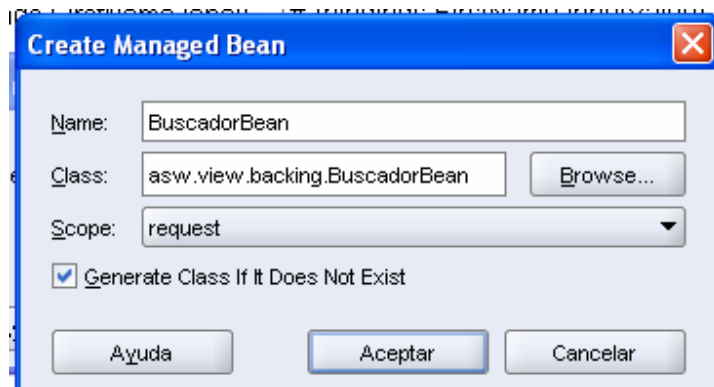 Create Managed Bean
Name: BuscadorBean
Class: asw.view.backing.BuscadorBean Browse...
Scope: request
Generate Class If It Does Not Exist
Ayuda Aceptar Cancelar